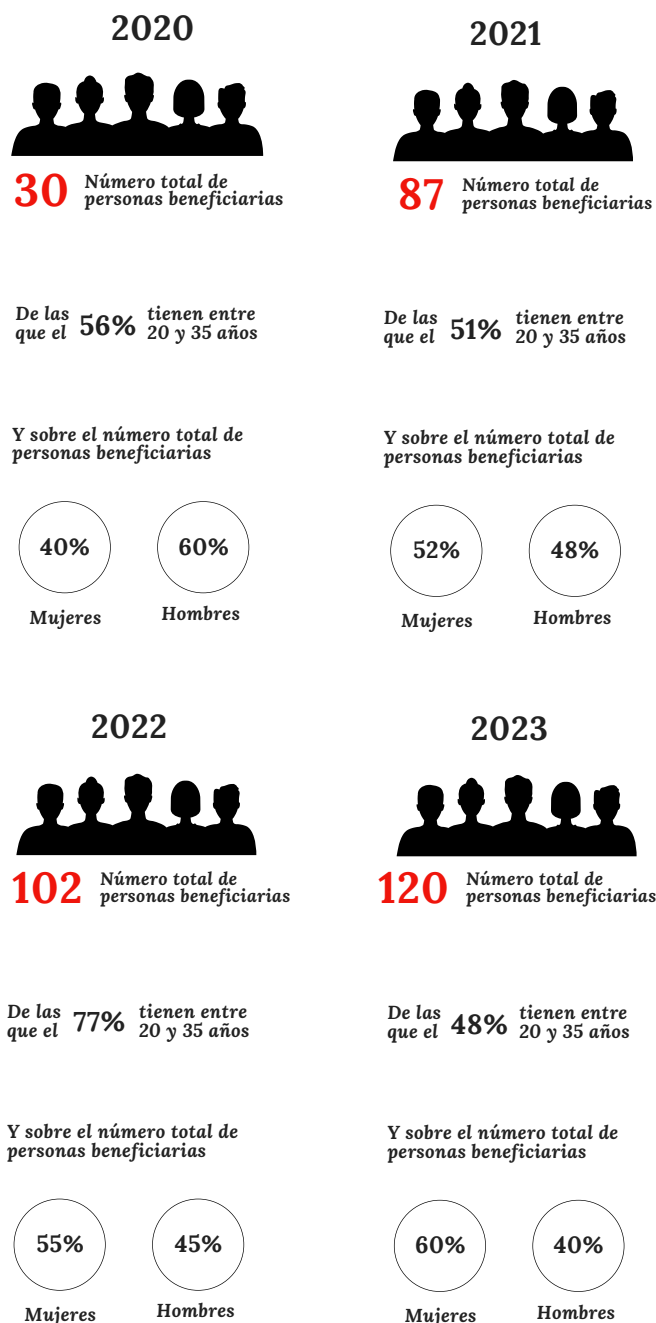 2020
30
Número total de
personas beneficiarias
De las
que el
56%
tienen entre
20 y 35 años
Y sobre el número total de
personas beneficiarias
40%
60%
Mujeres
Hombres
2021
87
Número total de
personas beneficiarias
De las
que el
51%
tienen entre
20 y 35 años
Y sobre el número total de
personas beneficiarias
52%
48%
Mujeres
Hombres
2022
102
Número total de
personas beneficiarias
De las
que el
77%
tienen entre
20 y 35 años
Y sobre el número total de
personas beneficiarias
55%
45%
Mujeres
Hombres
2023
120
Número total de
personas beneficiarias
De las
que el
48%
tienen entre
20 y 35 años
Y sobre el número total de
personas beneficiarias
60%
40%
Mujeres
Hombres